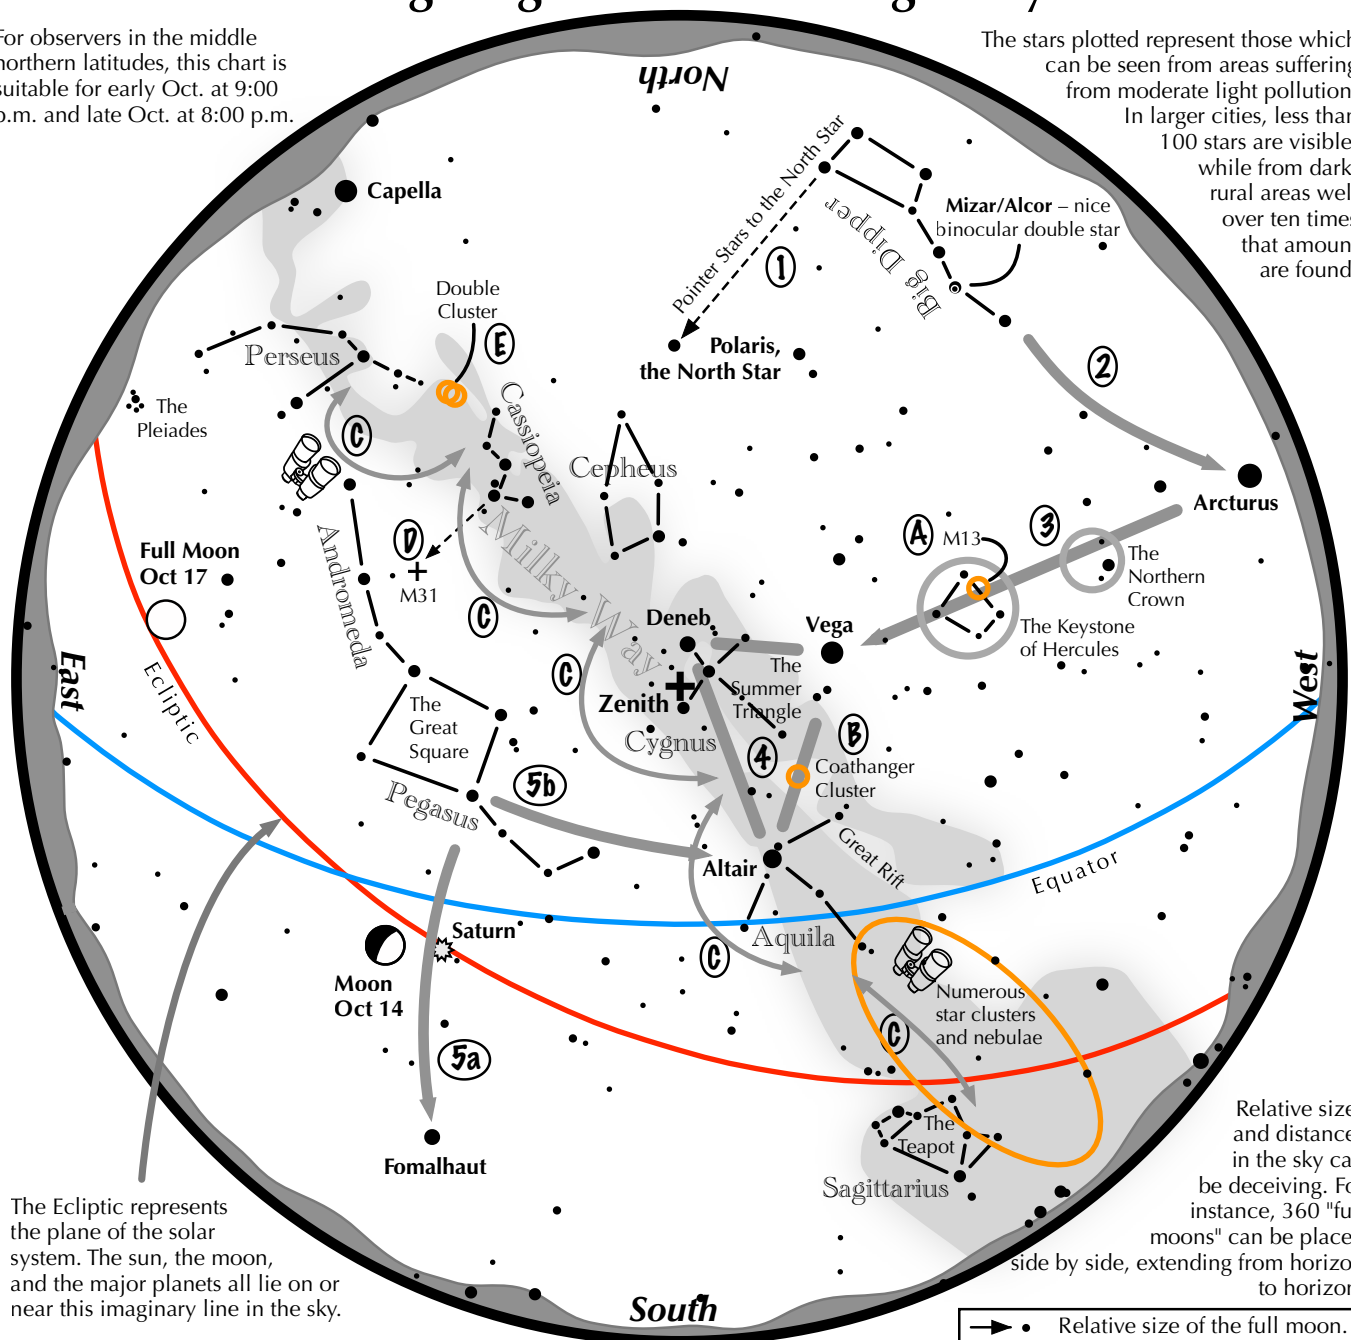 For observers in the middle
northern latitudes, this chart is
suitable for early Oct. at 9:00
p.m. and late Oct. at 8:00 p.m.
The stars plotted represent those which
can be seen from areas suffering
from moderate light pollution
In larger cities, less than
100 stars are visible
while from dark
rural areas well
over ten times
that amount
are found
North
Capella
Pointer Stars to the North Star
Big Dipper
Mizar/Alcor – nice
binocular double star
1
Double
Cluster
E
Perseus
Polaris,
the North Star
2
The
Pleiades
C
Cassiopeia
Cepheus
Arcturus
Andromeda
D
M31
Milky Way
A
M13
3
The
Northern
Crown
Full Moon
Oct 17
C
The Keystone
of Hercules
Deneb
Vega
East
Ecliptic
C
The
Summer
Triangle
Zenith
West
The
Great
Square
Cygnus
4
B
Coathanger
Cluster
Pegasus
5b
Great Rift
Altair
Equator
Saturn
Aquila
C
Moon
Oct 14
Numerous
star clusters
and nebulae
C
5a
The
Teapot
Fomalhaut
Sagittarius
The Ecliptic represents
the plane of the solar
system. The sun, the moon,
and the major planets all lie on or
near this imaginary line in the sky.
Relative size
and distance
in the sky ca
be deceiving. Fo
instance, 360 "fu
moons" can be place
side by side, extending from horizo
to horizon
South
Relative size of the full moon.